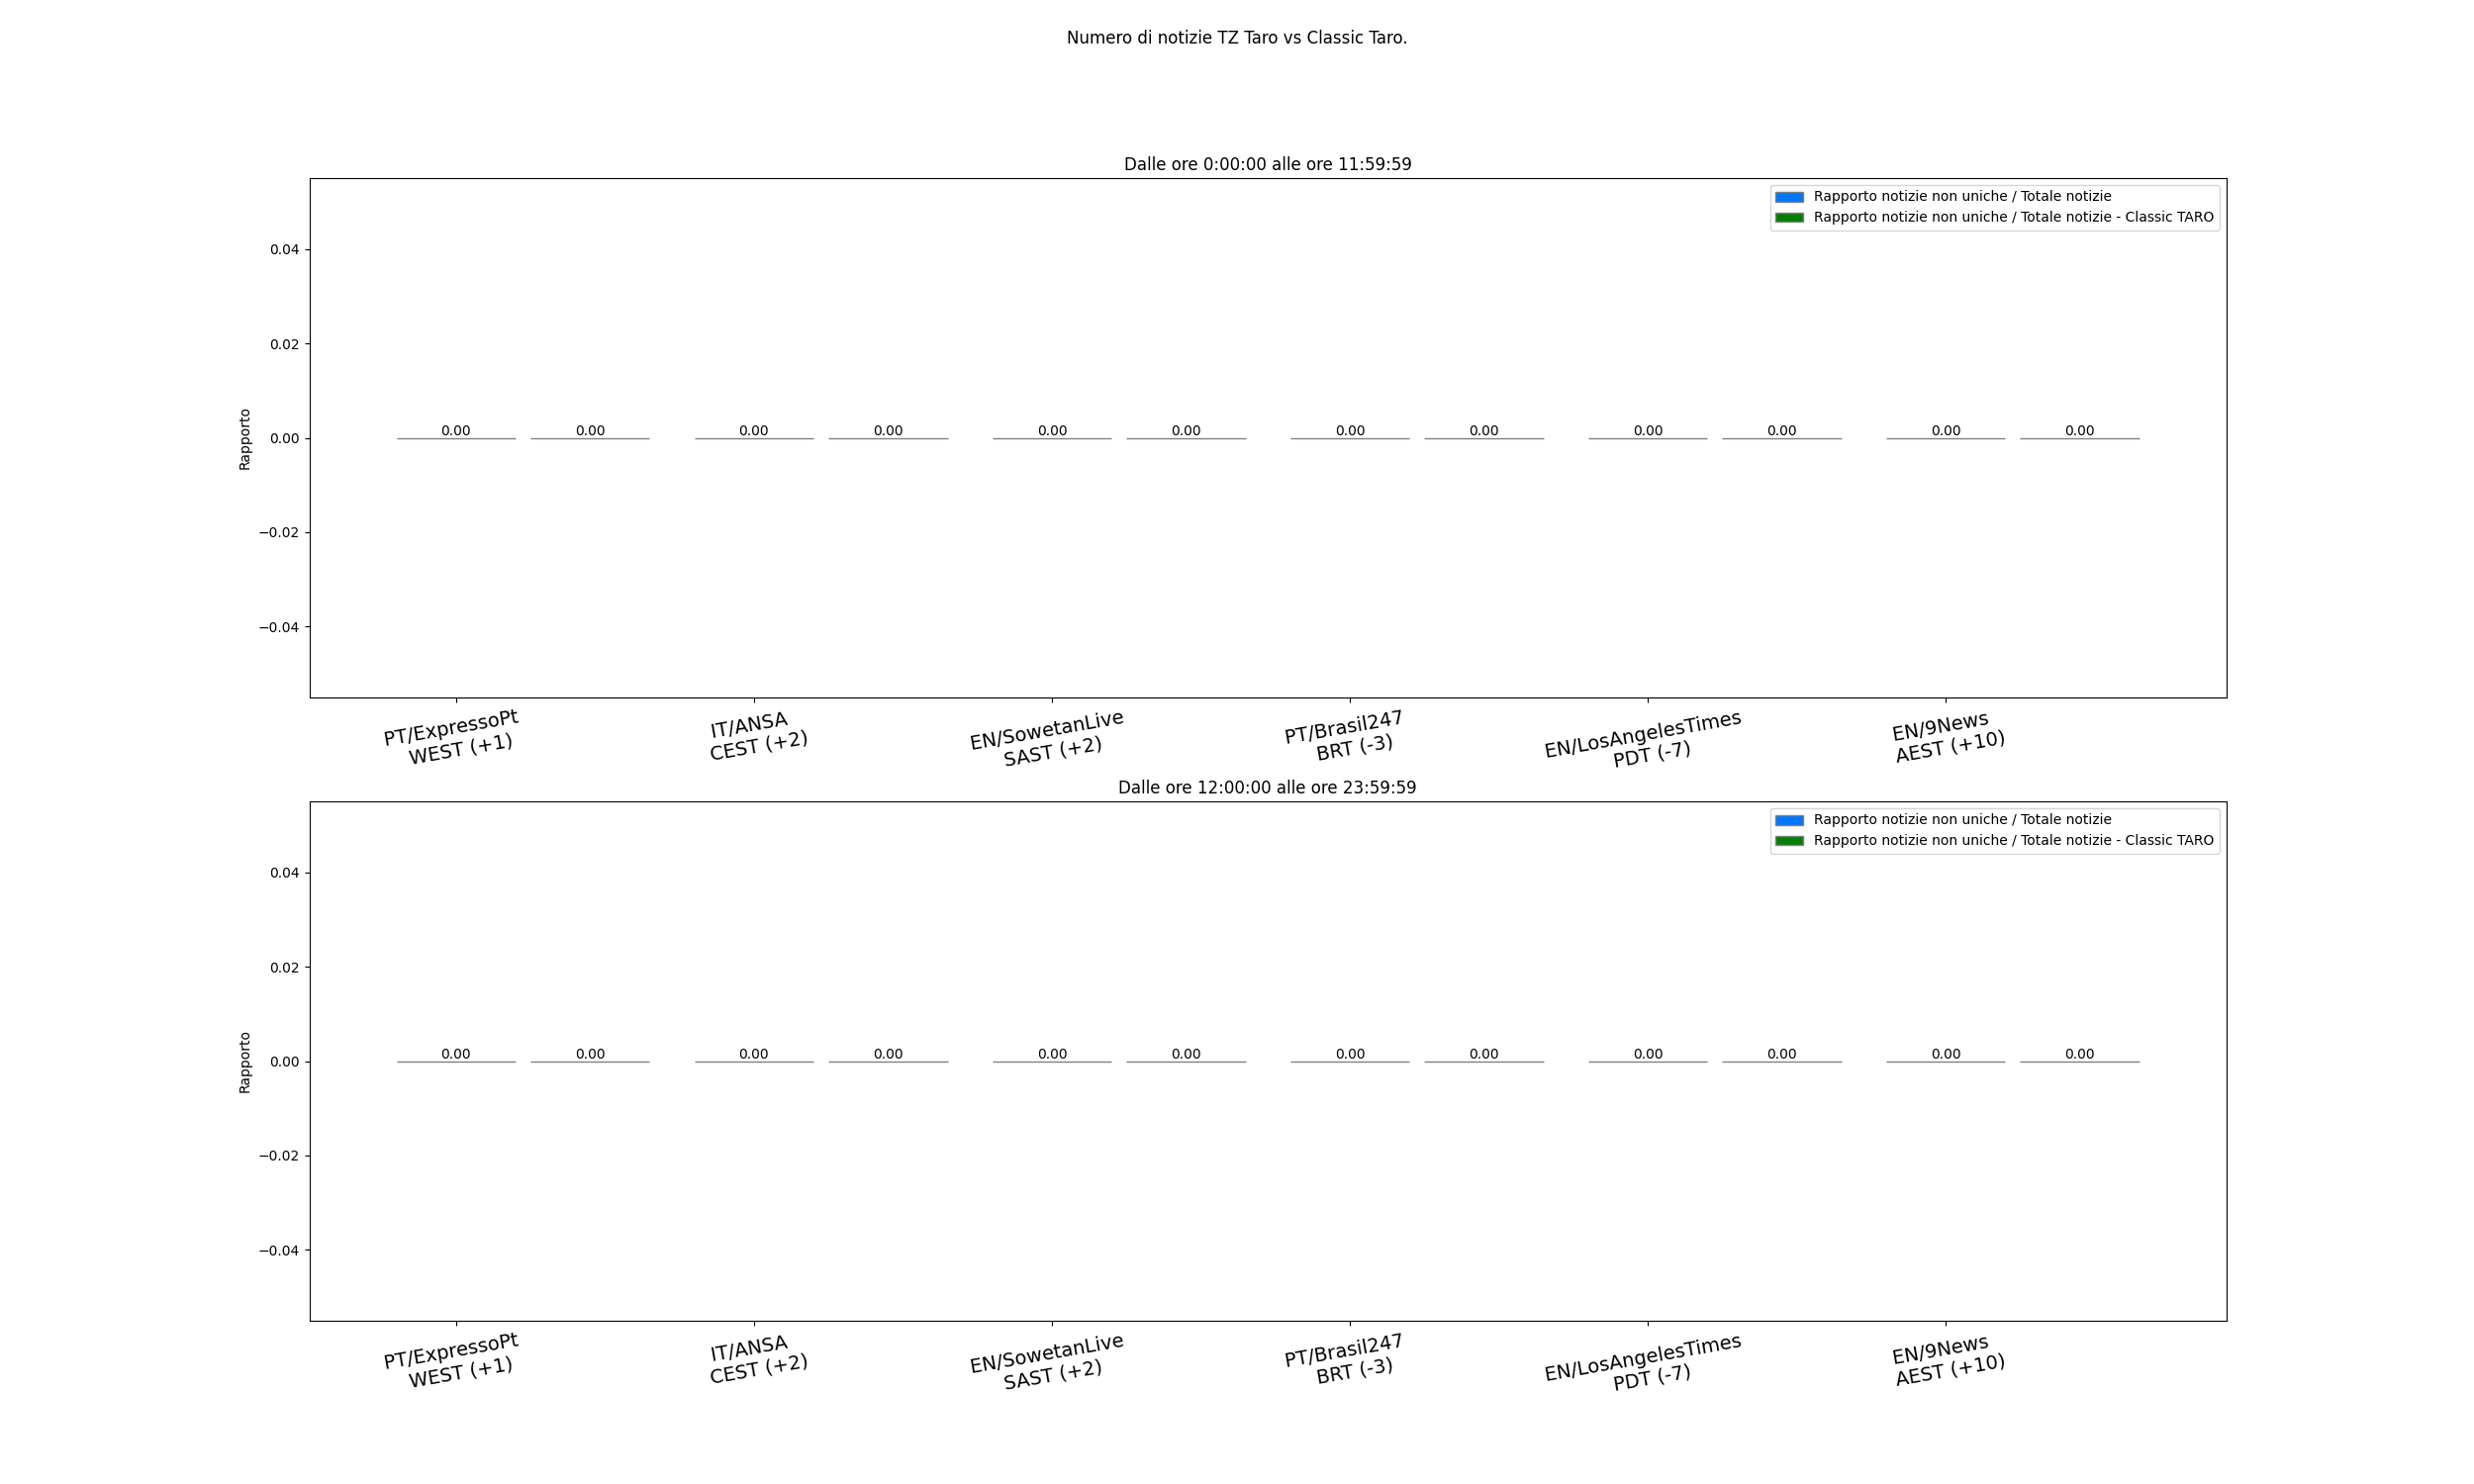 Numero di notizie TZ Taro vs Classic Taro.
Dalle ore 0:00:00 alle ore 11:59:59
Rapporto notizie non uniche / Totale notizie
Rapporto notizie non uniche / Totale notizie - Classic TARO
0.04
0.02
0.00
−0.02
−0.04
Rapporto
0.00 0.00 0.00 0.00 0.00 0.00 0.00 0.00 0.00 0.00 0.00 0.00
PT/ExpressoPt
WEST (+1)
IT/ANSA
CEST (+2)
EN/SowetanLive
SAST (+2)
PT/Brasil247
BRT (-3)
EN/LosAngelesTimes
PDT (-7)
EN/9News
AEST (+10)
Dalle ore 12:00:00 alle ore 23:59:59
Rapporto notizie non uniche / Totale notizie
Rapporto notizie non uniche / Totale notizie - Classic TARO
0.04
0.02
0.00
−0.02
−0.04
Rapporto
0.00 0.00 0.00 0.00 0.00 0.00 0.00 0.00 0.00 0.00 0.00 0.00
PT/ExpressoPt
WEST (+1)
IT/ANSA
CEST (+2)
EN/SowetanLive
SAST (+2)
PT/Brasil247
BRT (-3)
EN/LosAngelesTimes
PDT (-7)
EN/9News
AEST (+10)